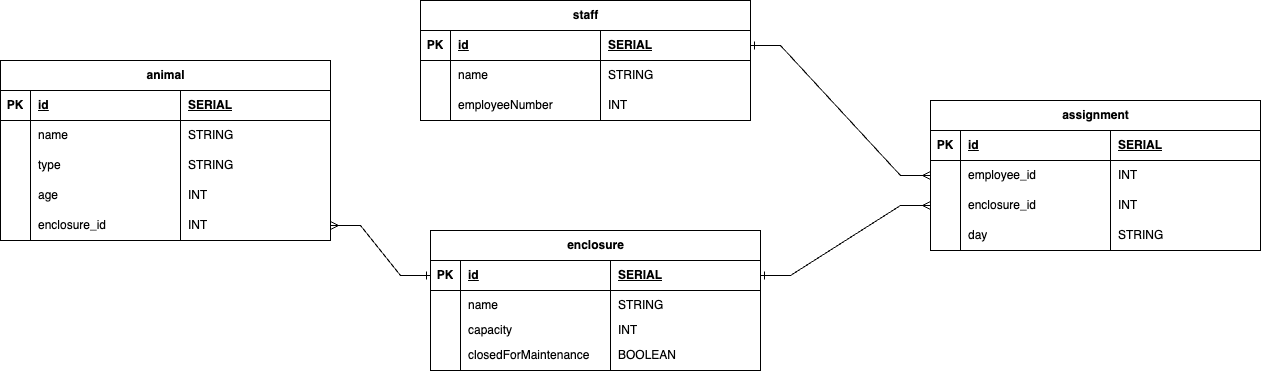 staff
PK id SERIAL
name STRING
employeeNumber INT
animal
PK id SERIAL
name STRING
type STRING
age INT
enclosure_id INT
assignment
PK id SERIAL
employee_id INT
enclosure_id INT
day STRING
enclosure
PK id SERIAL
name STRING
capacity INT
closedForMaintenance BOOLEAN